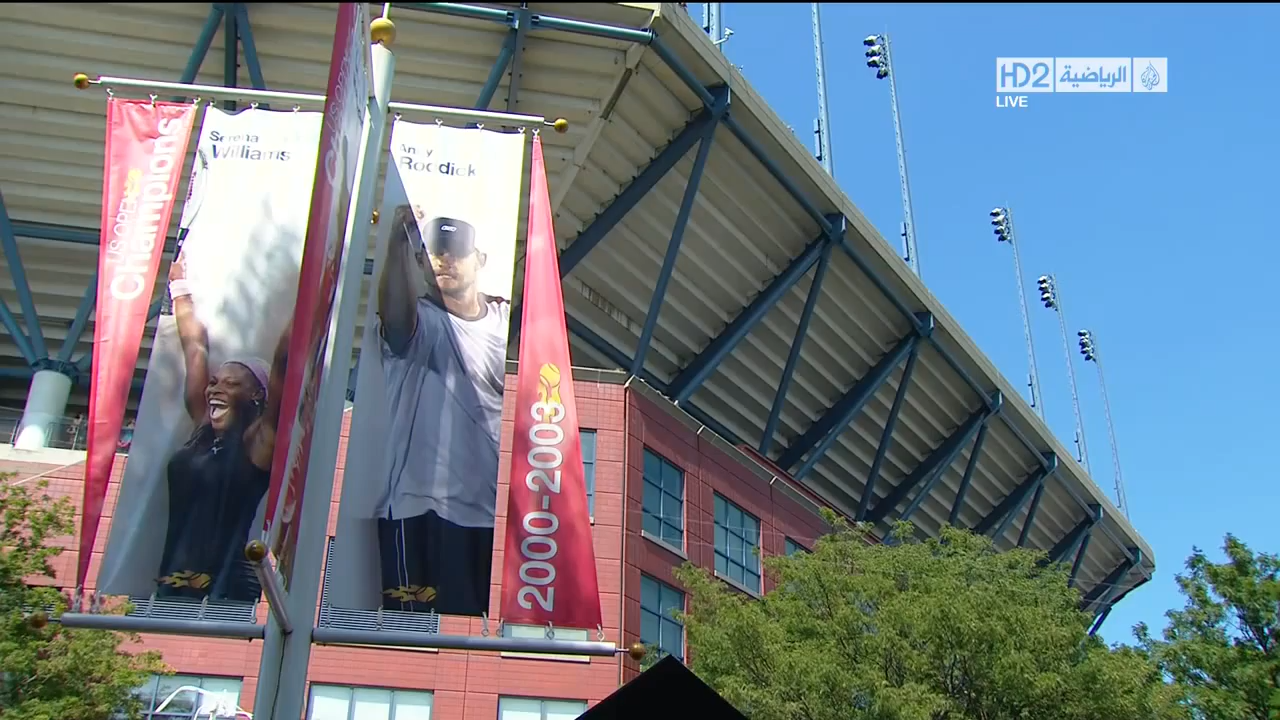 HD2 الرياضية
LIVE
Serena
Williams
Andy
Roddick
US OPEN
Champions
2000-2003